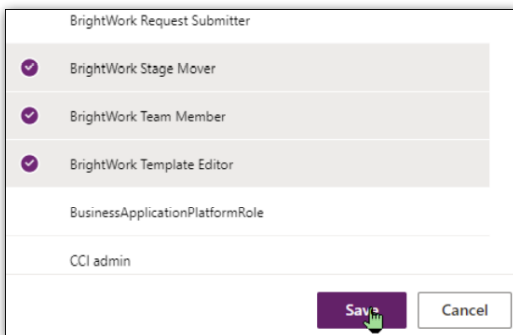 BrightWork Request Submitter
BrightWork Stage Mover
BrightWork Team Member
BrightWork Template Editor
BusinessApplicationPlatformRole
CCI admin
Save
Cancel